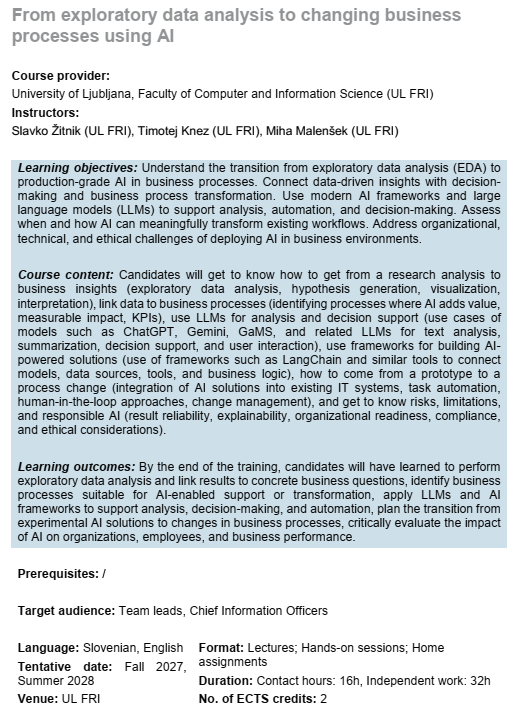 From exploratory data analysis to changing business
processes using AI
Course provider:
University of Ljubljana, Faculty of Computer and Information Science (UL FRI)
Instructors:
Slavko Žitnik (UL FRI), Timotej Knez (UL FRI), Miha Malenšek (UL FRI)
Learning objectives: Understand the transition from exploratory data analysis (EDA) to
production-grade AI in business processes. Connect data-driven insights with decision-
making and business process transformation. Use modern AI frameworks and large
language models (LLMs) to support analysis, automation, and decision-making. Assess
when and how AI can meaningfully transform existing workflows. Address organizational,
technical, and ethical challenges of deploying AI in business environments.
Course content: Candidates will get to know how to get from a research analysis to
business insights (exploratory data analysis, hypothesis generation, visualization,
interpretation), link data to business processes (identifying processes where AI adds value,
measurable impact, KPIs), use LLMs for analysis and decision support (use cases of
models such as ChatGPT, Gemini, GaMS, and related LLMs for text analysis,
summarization, decision support, and user interaction), use frameworks for building AI-
powered solutions (use of frameworks such as LangChain and similar tools to connect
models, data sources, tools, and business logic), how to come from a prototype to a
process change (integration of AI solutions into existing IT systems, task automation,
human-in-the-loop approaches, change management), and get to know risks, limitations,
and responsible AI (result reliability, explainability, organizational readiness, compliance,
and ethical considerations).
Learning outcomes: By the end of the training, candidates will have learned to perform
exploratory data analysis and link results to concrete business questions, identify business
processes suitable for AI-enabled support or transformation, apply LLMs and AI
frameworks to support analysis, decision-making, and automation, plan the transition from
experimental AI solutions to changes in business processes, critically evaluate the impact
of AI on organizations, employees, and business performance.
Prerequisites: /
Target audience: Team leads, Chief Information Officers
Language: Slovenian, English
Tentative date: Fall 2027,
Summer 2028
Venue: UL FRI
Format: Lectures; Hands-on sessions; Home
assignments
Duration: Contact hours: 16h, Independent work: 32h
No. of ECTS credits: 2